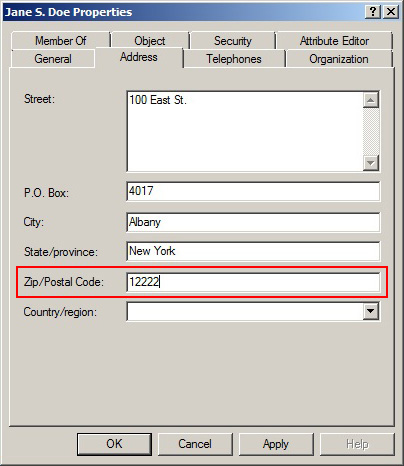 Jane S. Doe Properties
Member Of Object Security Attribute Editor
General Address Telephones Organization
Street: 100 East St.
P.O. Box: 4017
City: Albany
State/province: New York
Zip/Postal Code: 12222
Country/region:
OK Cancel Apply Help